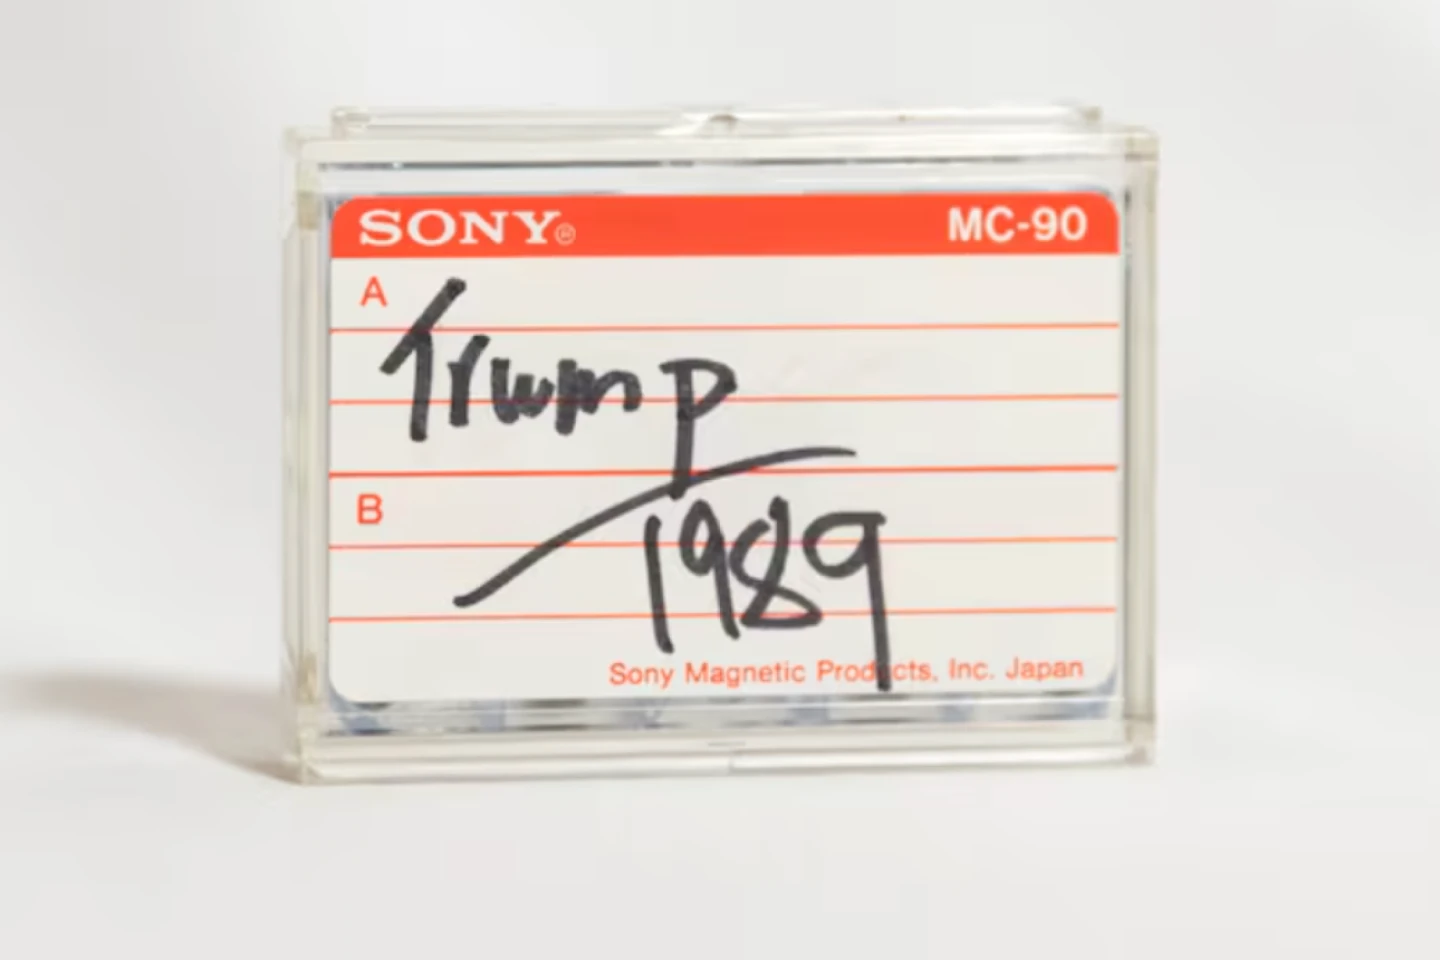 SONY® MC-90
A
Trump
B
1989
Sony Magnetic Products, Inc. Japan